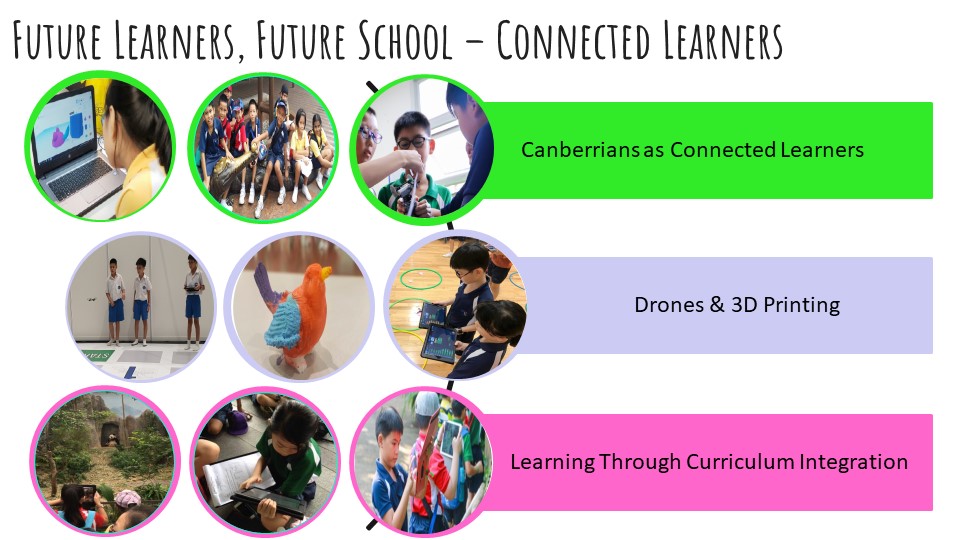 Future Learners, Future School – Connected Learners
Canberrians as Connected Learners
Drones & 3D Printing
Learning Through Curriculum Integration